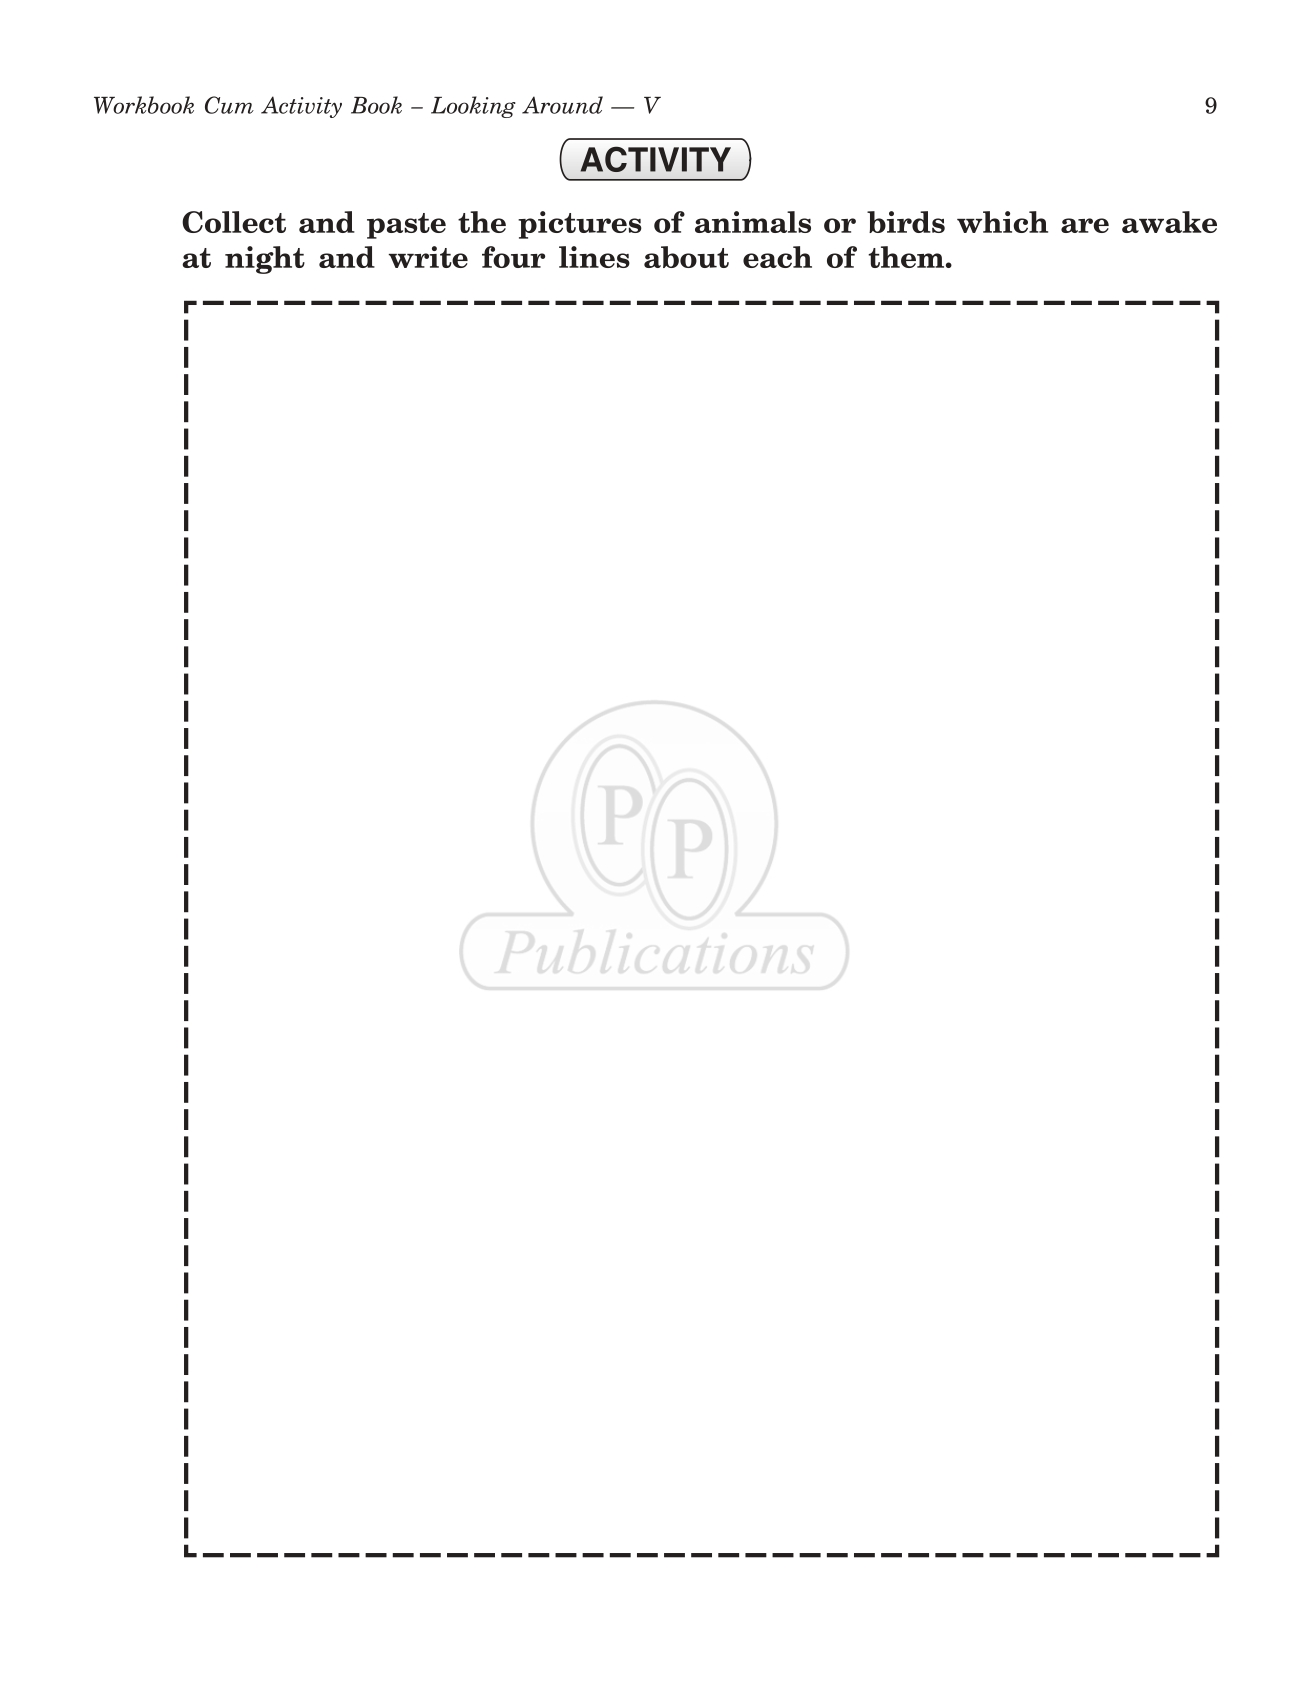 Workbook Cum Activity Book – Looking Around — V 9
ACTIVITY
Collect and paste the pictures of animals or birds which are awake
at night and write four lines about each of them.
P
P
Publications